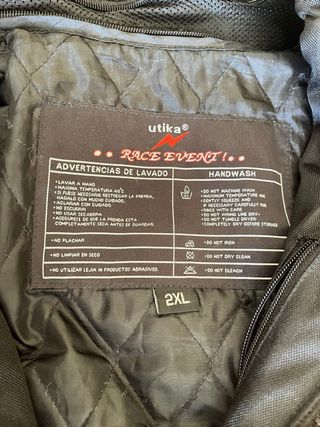 utika®
•• RACE EVENT! ••
ADVERTENCIAS DE LAVADO
HANDWASH
•LAVAR A MANO
•MAXIMA TEMPERATURA 40°C
•SI FUESE NECESARIO RESTREGAR LA PRENDA,
HAGALO CON MUCHO CUIDADO.
•ACLARAR CON CUIDADO.
•NO ESCURRIR
•NO USAR SECADORA
•ASEGURESE DE QUE LA PRENDA ESTA
COMPLETAMENTE SECA ANTES DE GUARDAR.
•DO NOT MACHINE WASH
MAXIMUM TEMPERATURE 40°
•GENTLY SQUEEZE AND
IF NECESSARY CAREFULLY RUB
•RINCE WITH CARE
•DO NOT WRING LINE DRY
•DO NOT TUMBLE DRIVER
•COMPLETELY DRY BEFORE STORAGE
•NO PLACHAR
•DO NOT IRON
•NO LIMPIAR EN SECO
•DO NOT DRY CLEAN
•NO UTILIZAR LEJIA NI PRODUCTOS ABRASIVOS.
•DO NOT BLEACH
2XL